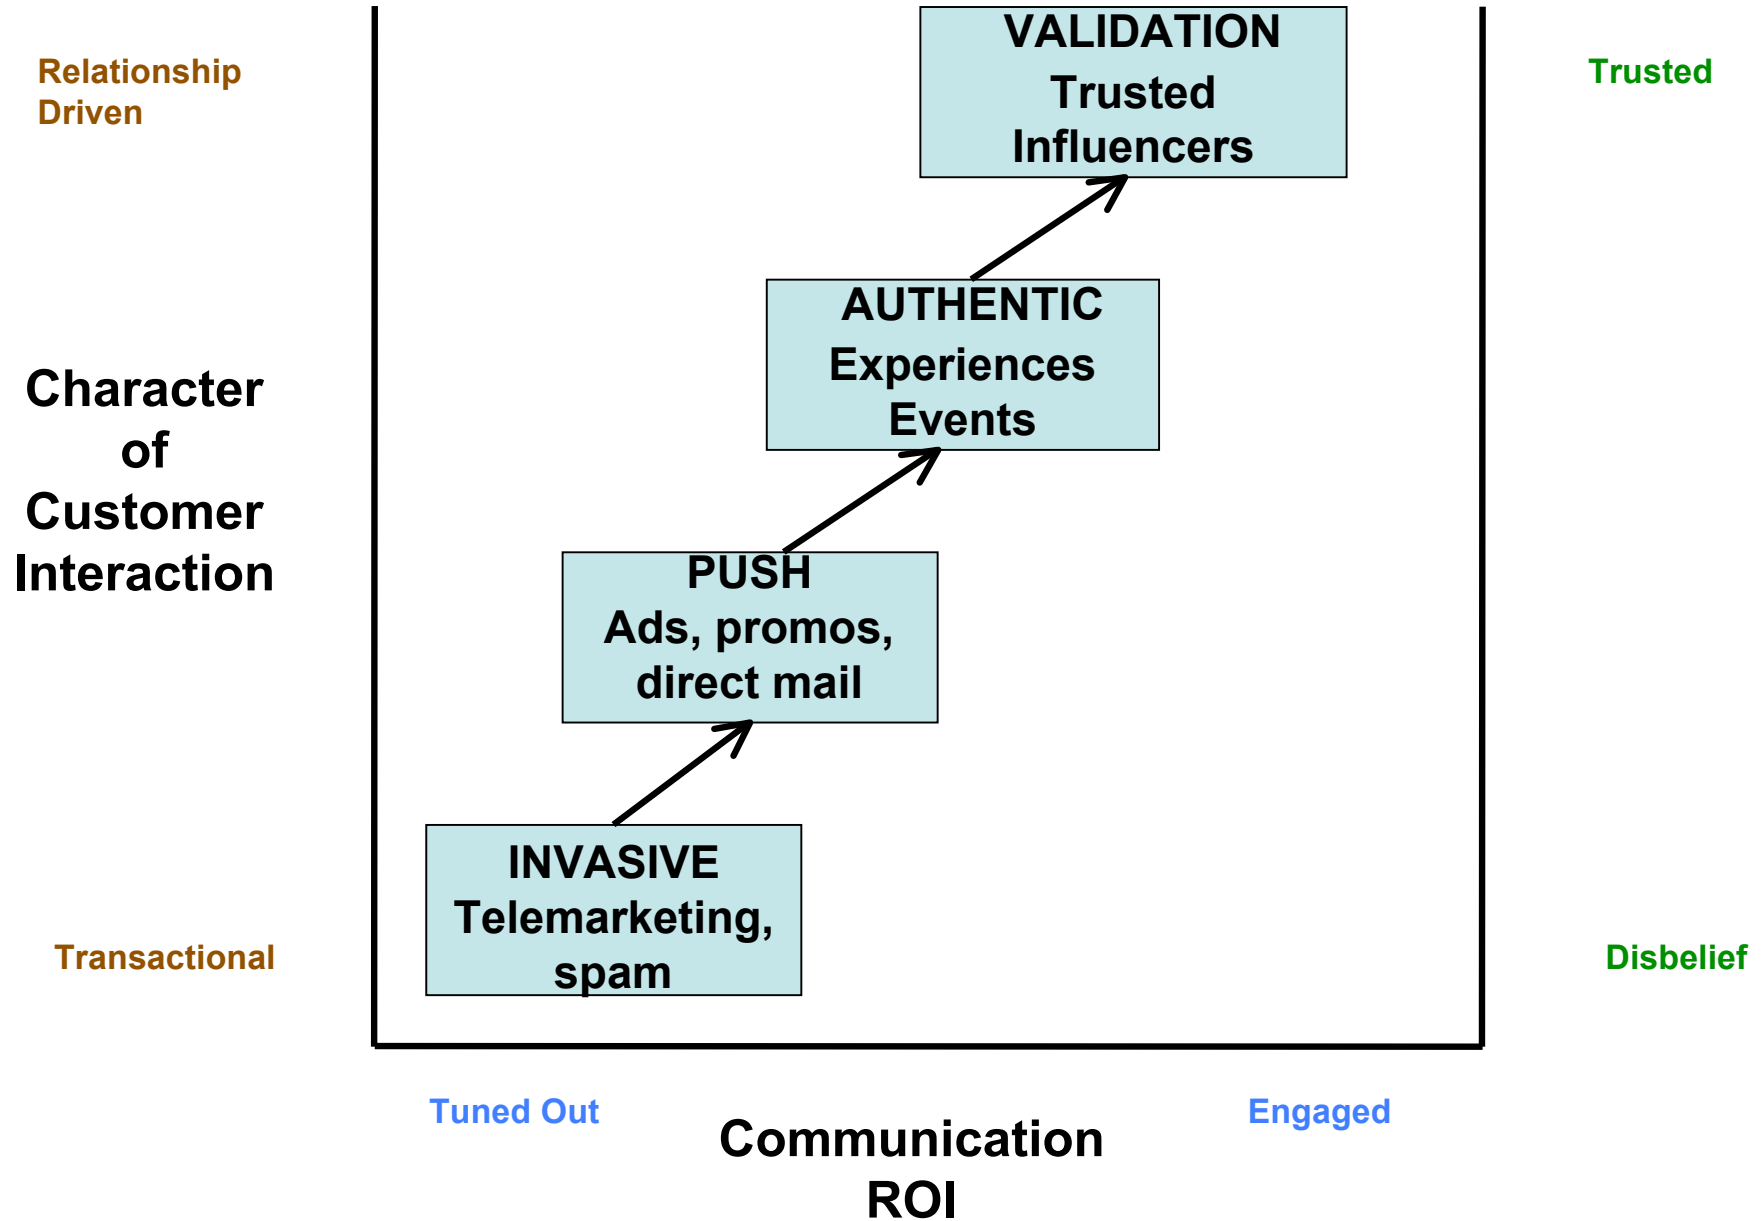 VALIDATION
Trusted
Influencers
Relationship
Driven
Trusted
AUTHENTIC
Experiences
Events
Character
of
Customer
Interaction
PUSH
Ads, promos,
direct mail
INVASIVE
Telemarketing,
spam
Transactional
Disbelief
Tuned Out
Engaged
Communication
ROI